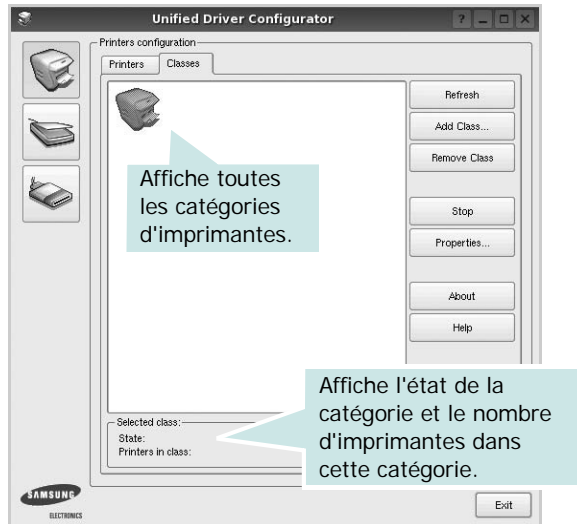 Unified Driver Configurator
Printers configuration
Printers
Classes
Refresh
Add Class...
Remove Class
Affiche toutes
les catégories
d'imprimantes.
Stop
Properties...
About
Help
Affiche l'état de la
catégorie et le nombre
d'imprimantes dans
cette catégorie.
Selected class:
State:
Printers in class:
SAMSUNG
ELECTRONICS
Exit